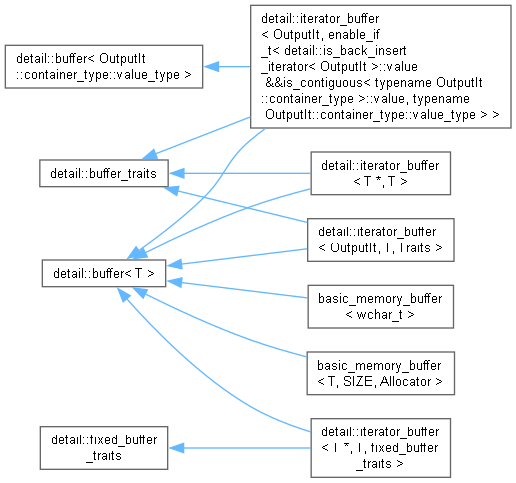 detail::iterator_buffer
< OutputIt, enable_if
_t< detail::is_back_insert
_iterator< OutputIt >::value
&&is_contiguous< typename OutputIt
::container_type >::value, typename
OutputIt::container_type::value_type > >
detail::buffer< OutputIt
::container_type::value_type >
detail::buffer_traits
detail::iterator_buffer
< T *, T >
detail::iterator_buffer
< OutputIt, T, Traits >
detail::buffer< T >
basic_memory_buffer
< wchar_t >
basic_memory_buffer
< T, SIZE, Allocator >
detail::fixed_buffer
_traits
detail::iterator_buffer
< T *, T, fixed_buffer
_traits >